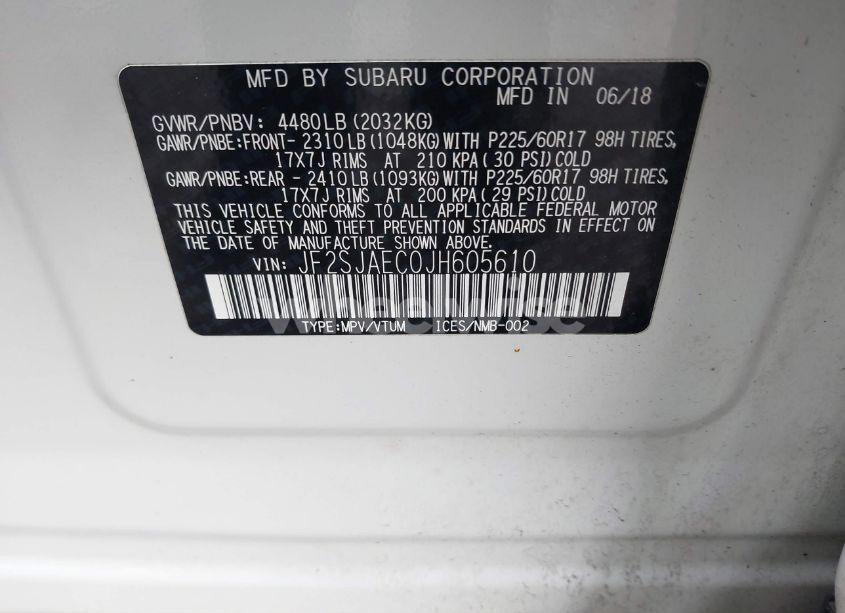 MFD BY SUBARU CORPORATION
MFD IN 06/18
GVWR/PNBV: 4480LB (2032KG)
GAWR/PNBE:FRONT- 2310LB (1048KG) WITH P225/60R17 98H TIRES,
17X7J RIMS AT 210 KPA ( 30 PSI) COLD
GAWR/PNBE:REAR - 2410LB (1093KG) WITH P225/60R17 98H TIRES,
17X7J RIMS AT 200 KPA ( 29 PSI) COLD
THIS VEHICLE CONFORMS TO ALL APPLICABLE FEDERAL MOTOR
VEHICLE SAFETY AND THEFT PREVENTION STANDARDS IN EFFECT ON
THE DATE OF MANUFACTURE SHOWN ABOVE.
VIN: JF2SJAEC0JH605610
TYPE:MPV/VTUM ICES/NMB-002